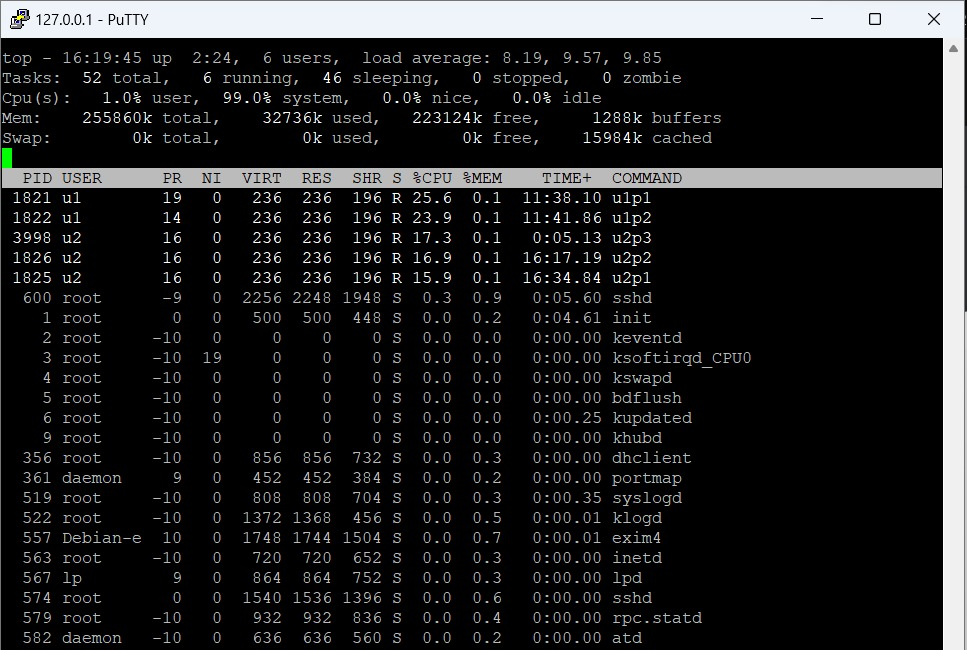 127.0.0.1 - PuTTY
top - 16:19:45 up  2:24,  6 users,  load average: 8.19, 9.57, 9.85
Tasks:  52 total,   6 running,  46 sleeping,   0 stopped,   0 zombie
Cpu(s):   1.0% user,  99.0% system,   0.0% nice,   0.0% idle
Mem:    255860k total,    32736k used,   223124k free,     1288k buffers
Swap:        0k total,        0k used,        0k free,    15984k cached
  PID USER      PR  NI  VIRT  RES  SHR S %CPU %MEM    TIME+  COMMAND
 1821 u1        19   0   236  236  196 R 25.6  0.1  11:38.10 u1p1
 1822 u1        14   0   236  236  196 R 23.9  0.1  11:41.86 u1p2
 3998 u2        16   0   236  236  196 R 17.3  0.1   0:05.13 u2p3
 1826 u2        16   0   236  236  196 R 16.9  0.1  16:17.19 u2p2
 1825 u2        16   0   236  236  196 R 15.9  0.1  16:34.84 u2p1
  600 root      -9   0  2256 2248 1948 S  0.3  0.9   0:05.60 sshd
    1 root       0   0   500  500  448 S  0.0  0.2   0:04.61 init
    2 root     -10   0     0    0    0 S  0.0  0.0   0:00.00 keventd
    3 root     -10  19     0    0    0 S  0.0  0.0   0:00.00 ksoftirqd_CPU0
    4 root     -10   0     0    0    0 S  0.0  0.0   0:00.00 kswapd
    5 root     -10   0     0    0    0 S  0.0  0.0   0:00.00 bdflush
    6 root     -10   0     0    0    0 S  0.0  0.0   0:00.25 kupdated
    9 root     -10   0     0    0    0 S  0.0  0.0   0:00.00 khubd
  356 root     -10   0   856  856  732 S  0.0  0.3   0:00.00 dhclient
  361 daemon     9   0   452  452  384 S  0.0  0.2   0:00.00 portmap
  519 root     -10   0   808  808  704 S  0.0  0.3   0:00.35 syslogd
  522 root     -10   0  1372 1368  456 S  0.0  0.5   0:00.01 klogd
  557 Debian-e  10   0  1748 1744 1504 S  0.0  0.7   0:00.01 exim4
  563 root     -10   0   720  720  652 S  0.0  0.3   0:00.00 inetd
  567 lp         9   0   864  864  752 S  0.0  0.3   0:00.00 lpd
  574 root       0   0  1540 1536 1396 S  0.0  0.6   0:00.00 sshd
  579 root     -10   0   932  932  836 S  0.0  0.4   0:00.00 rpc.statd
  582 daemon   -10   0   636  636  560 S  0.0  0.2   0:00.00 atd